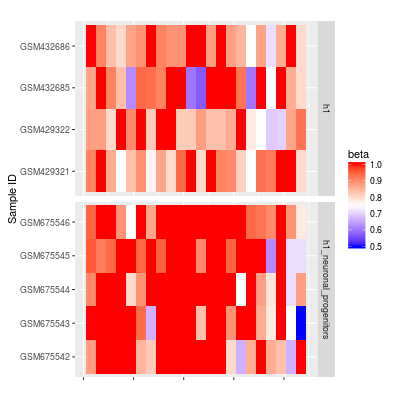 GSM432686
GSM432685
GSM429322
GSM429321
h1
GSM675546
GSM675545
GSM675544
GSM675543
GSM675542
h1_neuronal_progenitors
Sample ID
beta
1.0
0.9
0.8
0.7
0.6
0.5